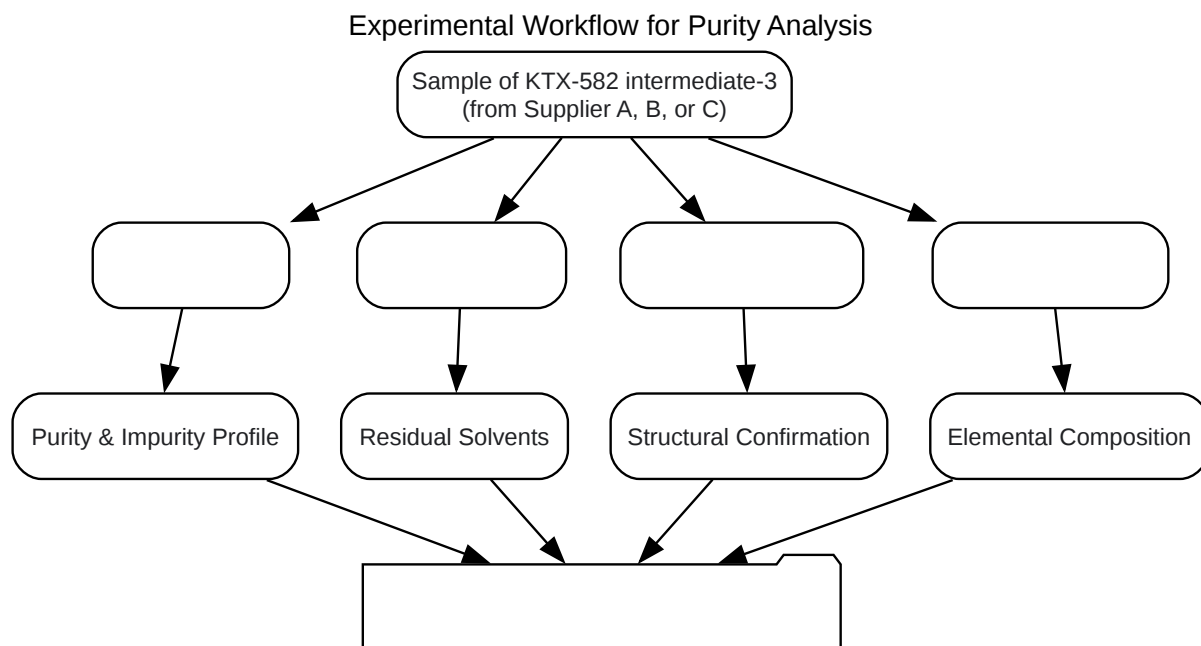 Experimental Workflow for Purity Analysis
Sample of KTX-582 intermediate-3
(from Supplier A, B, or C)
Purity & Impurity Profile
Residual Solvents
Structural Confirmation
Elemental Composition